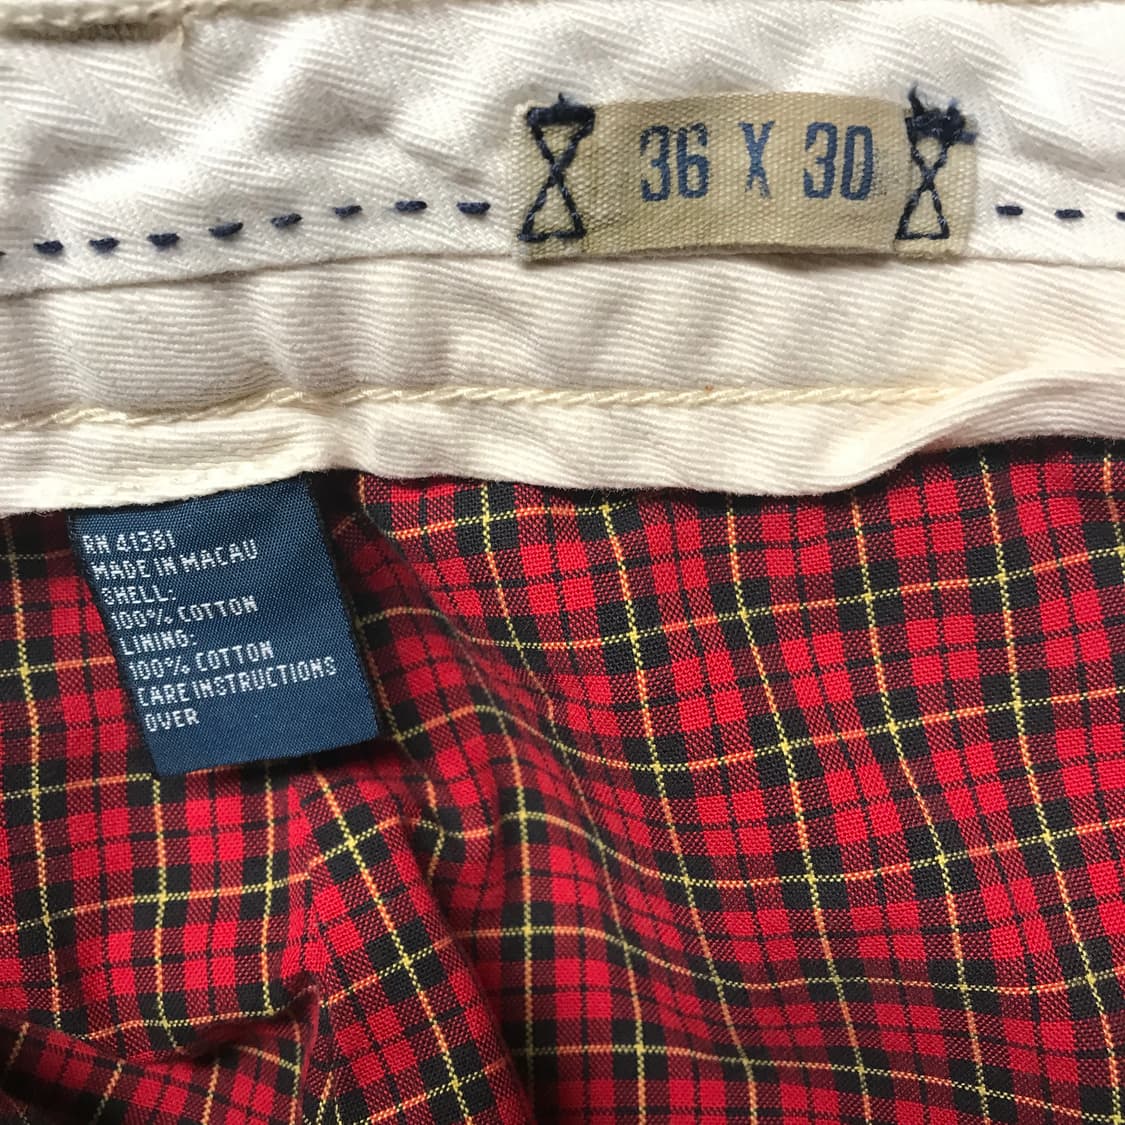 36 X 30
RN 41381
MADE IN MACAU
SHELL:
100% COTTON
LINING:
100% COTTON
CARE INSTRUCTIONS
OVER